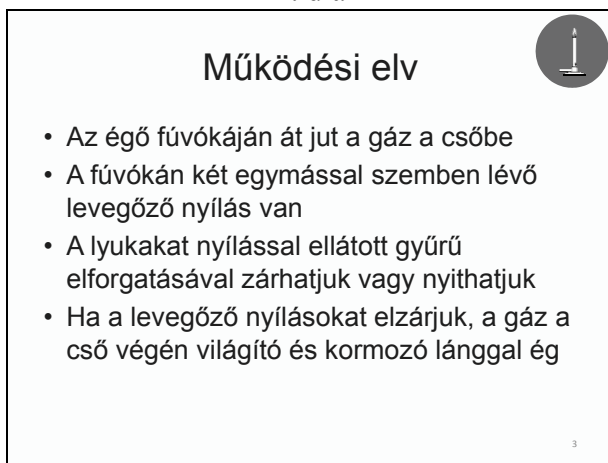 Működési elv
• Az égő fúvókáján át jut a gáz a csőbe
• A fúvókán két egymással szemben lévő
levegőző nyílás van
• A lyukakat nyílással ellátott gyűrű
elforgatásával zárhatjuk vagy nyithatjuk
• Ha a levegőző nyílásokat elzárjuk, a gáz a
cső végén világító és kormozó lánggal ég
3